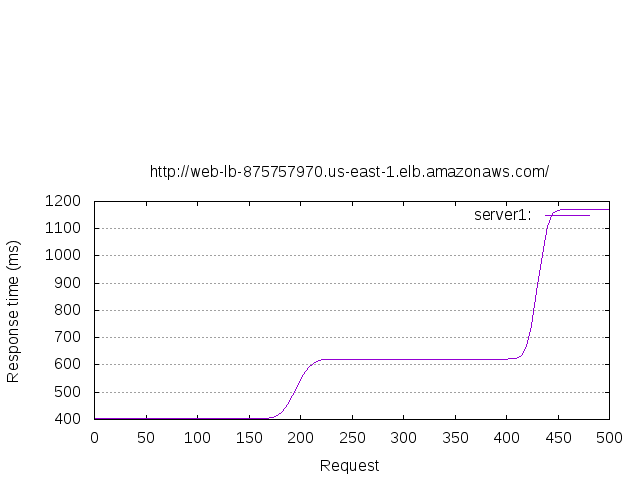 http://web-lb-875757970.us-east-1.elb.amazonaws.com/
1200
server1:
1100
1000
900
800
700
600
500
400
Response time (ms)
0 50 100 150 200 250 300 350 400 450 500
Request